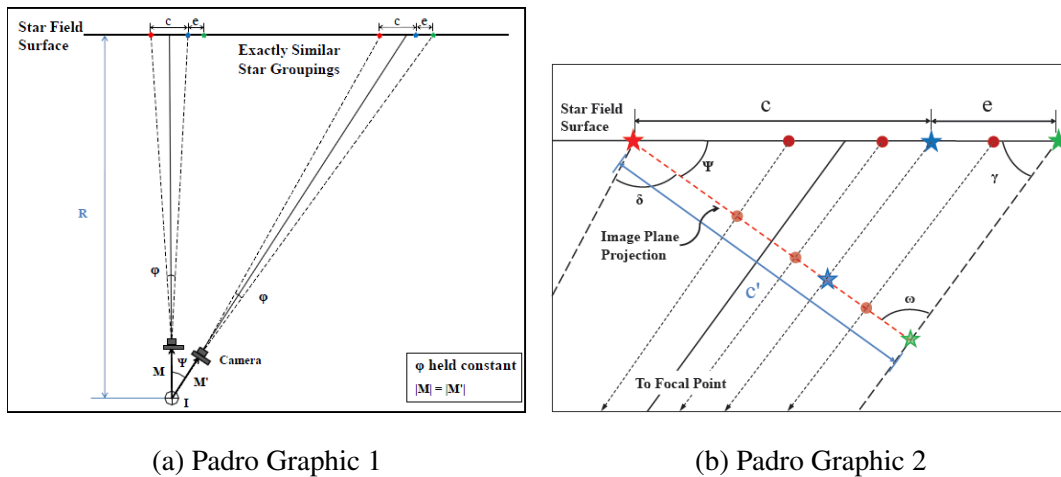 c e c e
Star Field
Surface
Exactly Similar
Star Groupings
R
φ φ
M Ψ M' Camera
I
φ held constant
|M| = |M'|
(a) Padro Graphic 1
c e
Star Field
Surface
Ψ γ
δ
Image Plane
Projection
c' ω
To Focal Point
(b) Padro Graphic 2